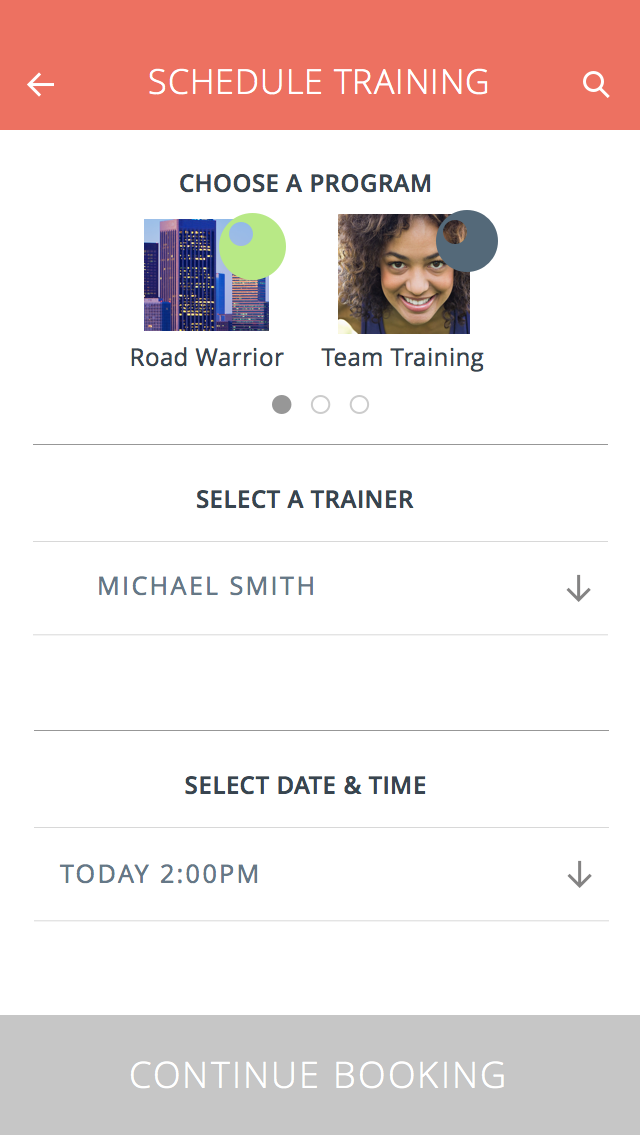 SCHEDULE TRAINING
CHOOSE A PROGRAM
Road Warrior
Team Training
SELECT A TRAINER
MICHAEL SMITH
SELECT DATE & TIME
TODAY 2:00PM
CONTINUE BOOKING